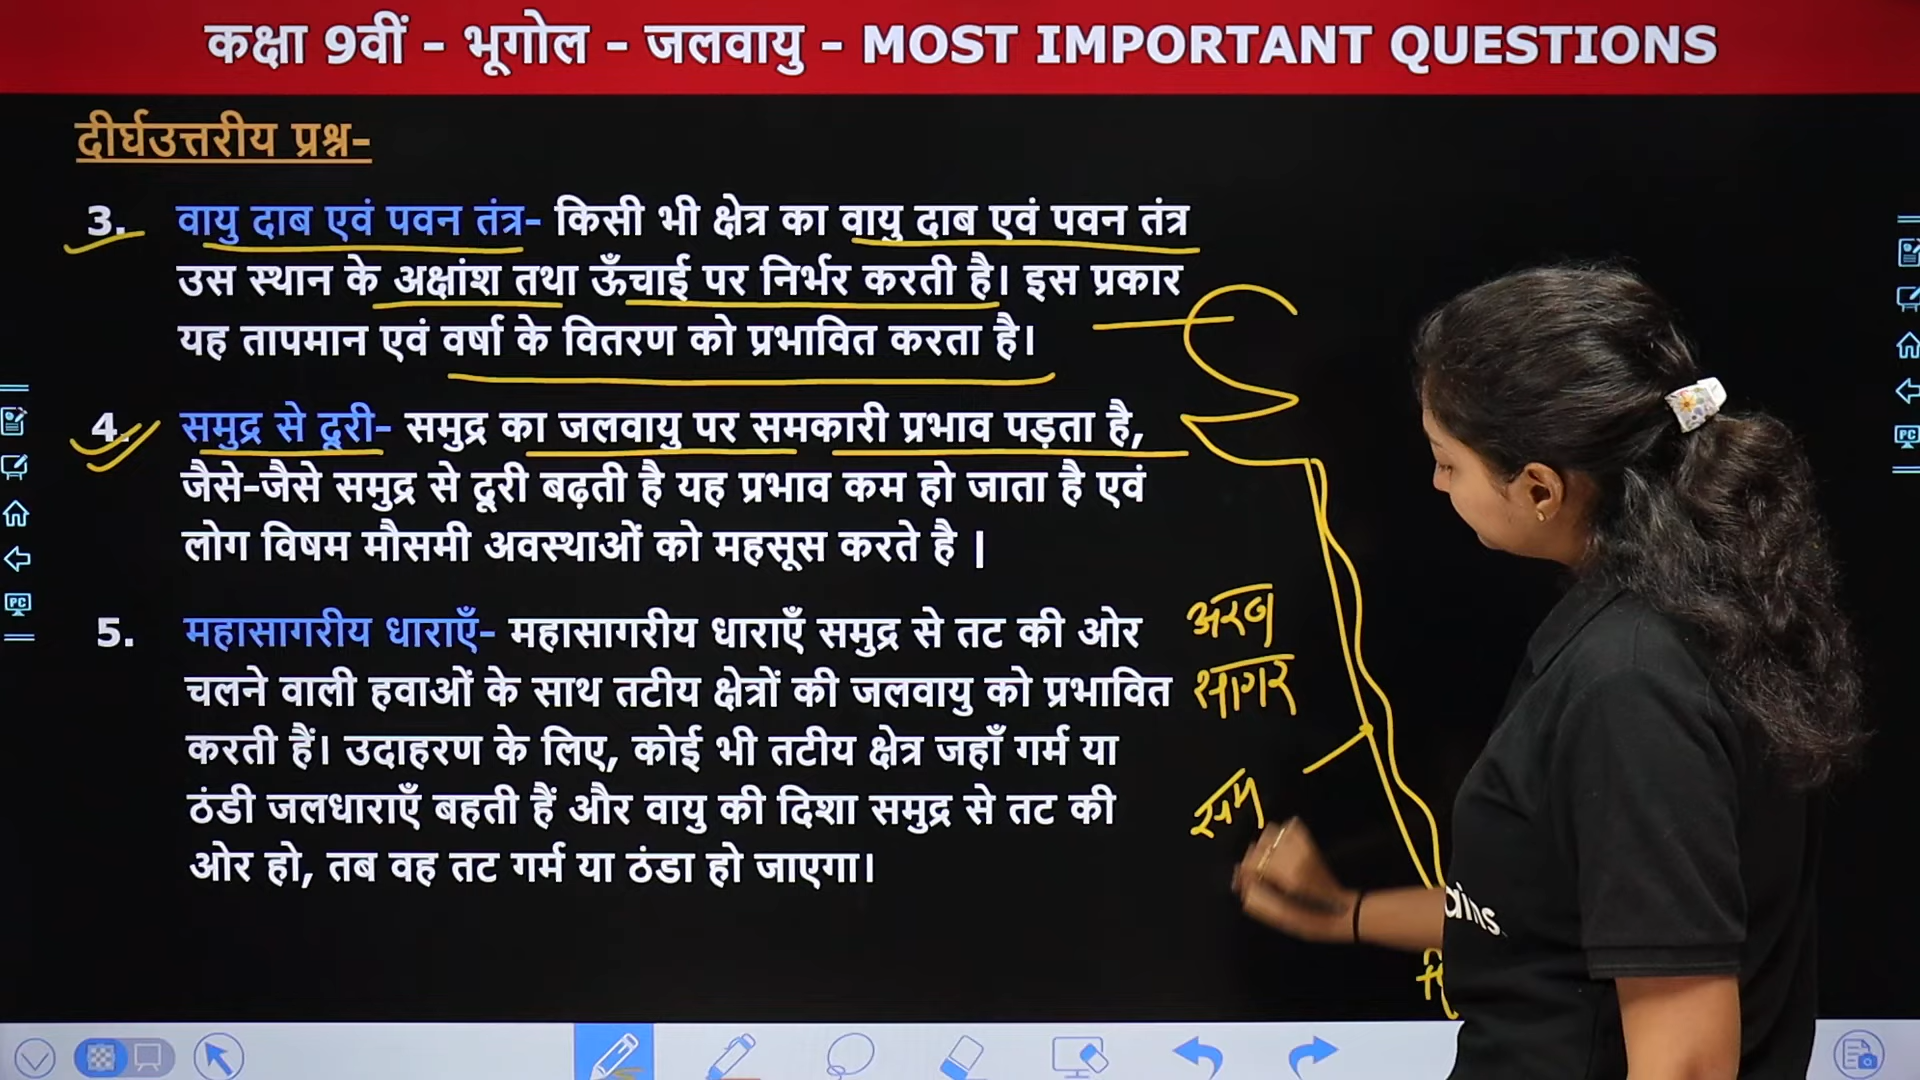 कक्षा 9वीं - भूगोल - जलवायु - MOST IMPORTANT QUESTIONS
दीर्घउत्तरीय प्रश्न-
3. वायु दाब एवं पवन तंत्र- किसी भी क्षेत्र का वायु दाब एवं पवन तंत्र
उस स्थान के अक्षांश तथा ऊँचाई पर निर्भर करती है। इस प्रकार
यह तापमान एवं वर्षा के वितरण को प्रभावित करता है।
4. समुद्र से दूरी- समुद्र का जलवायु पर समकारी प्रभाव पड़ता है,
जैसे-जैसे समुद्र से दूरी बढ़ती है यह प्रभाव कम हो जाता है एवं
लोग विषम मौसमी अवस्थाओं को महसूस करते है |
5. महासागरीय धाराएँ- महासागरीय धाराएँ समुद्र से तट की ओर
चलने वाली हवाओं के साथ तटीय क्षेत्रों की जलवायु को प्रभावित
करती हैं। उदाहरण के लिए, कोई भी तटीय क्षेत्र जहाँ गर्म या
ठंडी जलधाराएँ बहती हैं और वायु की दिशा समुद्र से तट की
ओर हो, तब वह तट गर्म या ठंडा हो जाएगा।
अरब
सागर
सम
PC
PC